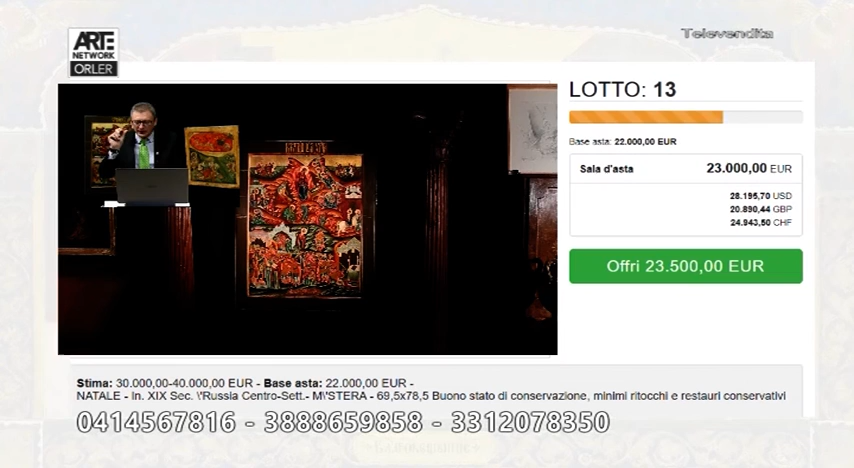 ARTE
NETWORK
ORLER
Televendita
LOTTO: 13
Base asta: 22.000,00 EUR
Sala d'asta 23.000,00 EUR
28.195,70 USD
20.890,44 GBP
24.943,50 CHF
Offri 23.500,00 EUR
Stima: 30.000,00-40.000,00 EUR - Base asta: 22.000,00 EUR -
NATALE - In. XIX Sec. \'Russia Centro-Sett.- M\'STERA - 69,5x78,5 Buono stato di conservazione, minimi ritocchi e restauri conservativi
0414567816 - 3888659858 - 3312078350